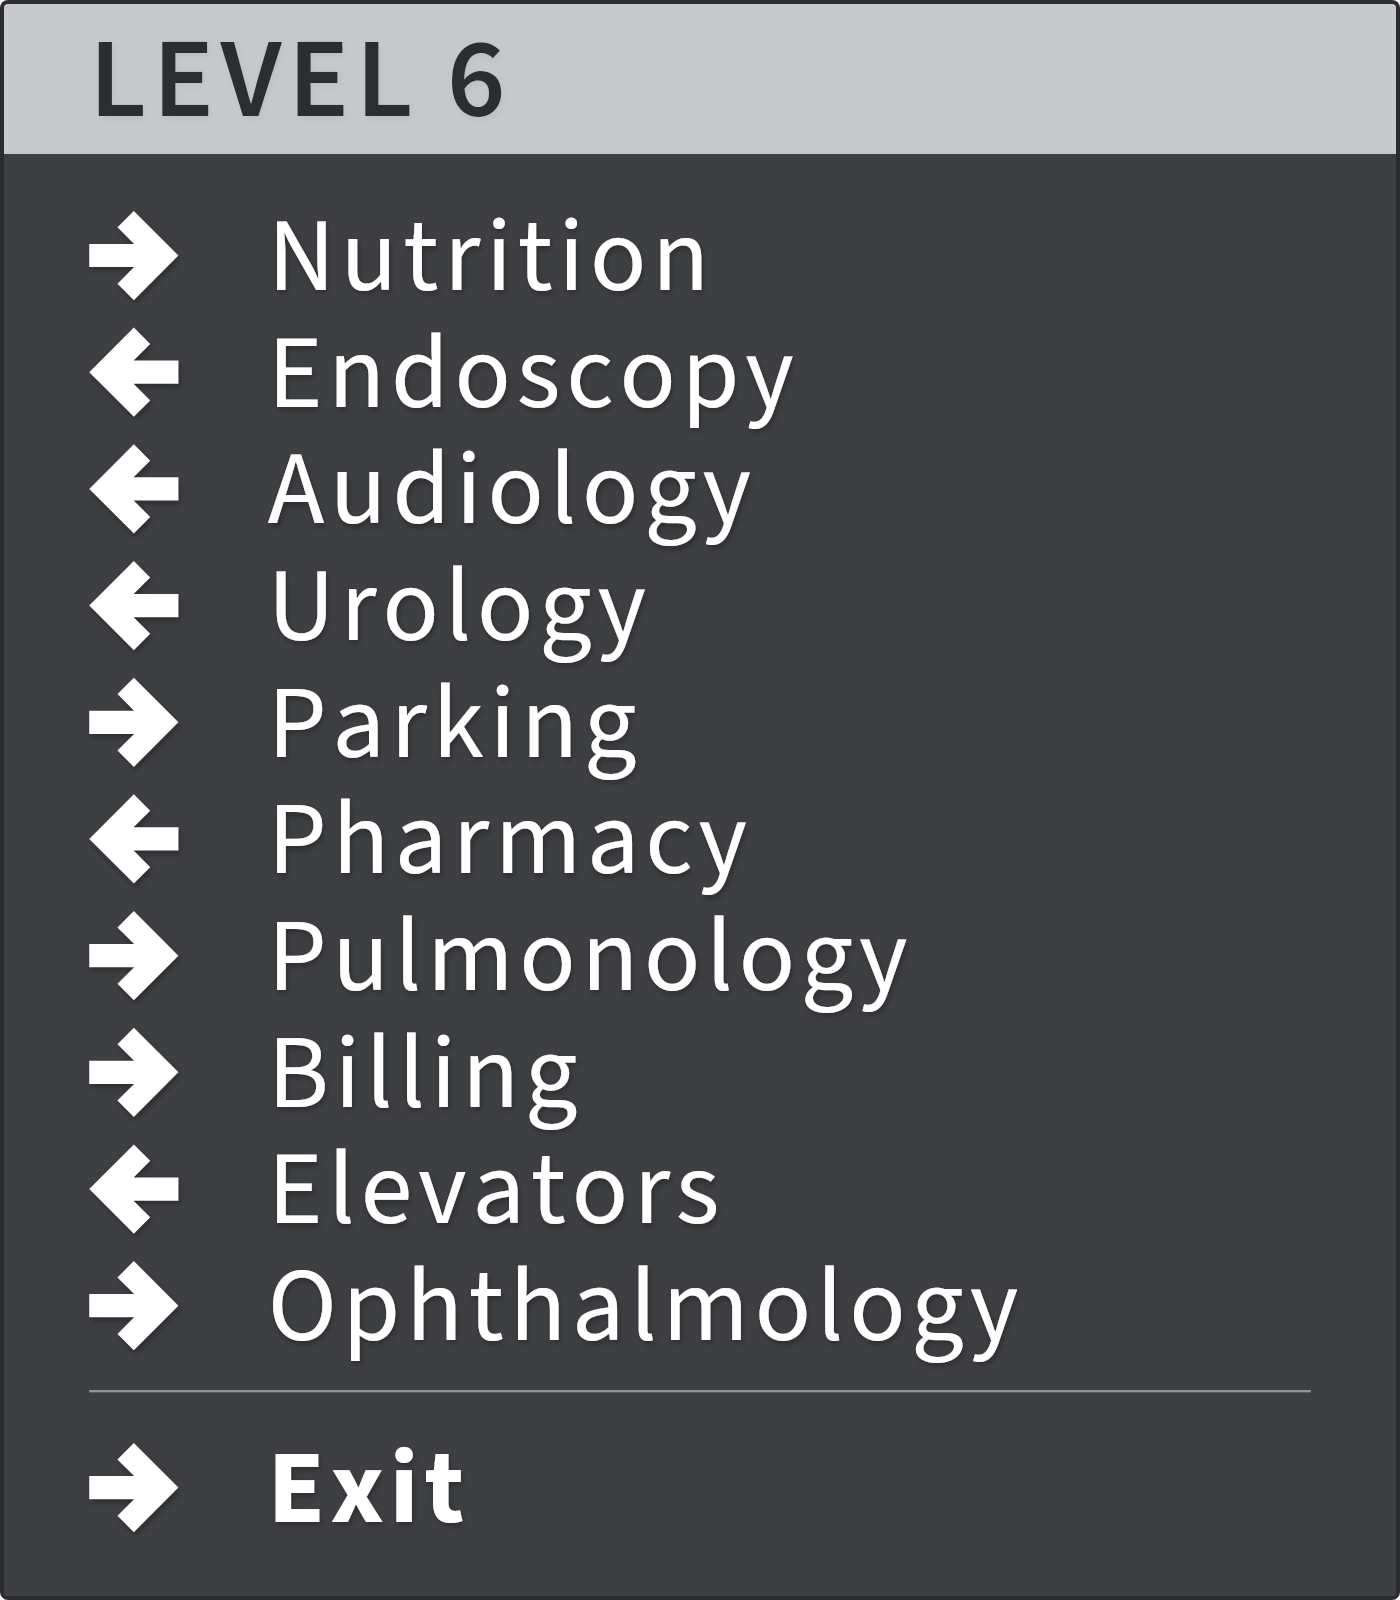 LEVEL 6
→ Nutrition
← Endoscopy
← Audiology
← Urology
→ Parking
← Pharmacy
→ Pulmonology
→ Billing
← Elevators
→ Ophthalmology
→ Exit